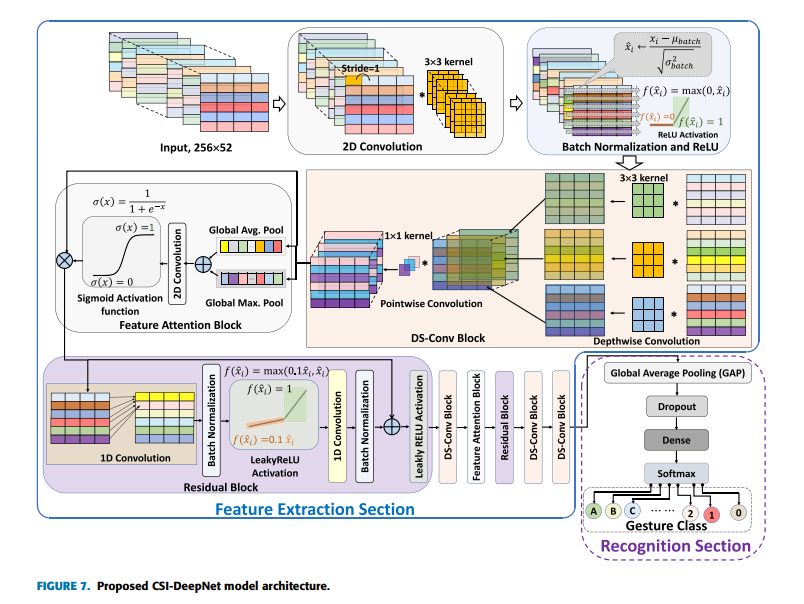 Stride=1
3×3 kernel
*
Input, 256×52
2D Convolution
x̂ᵢ ← (xᵢ − μ_batch) / √(σ²_batch)
f(x̂ᵢ) = max(0, x̂ᵢ)
f(x̂ᵢ) =0
f(x̂ᵢ) = 1
ReLU Activation
Batch Normalization and ReLU
σ(x) = 1 / (1 + e⁻ˣ)
σ(x) =1
σ(x) = 0
Sigmoid Activation
function
2D Convolution
Global Avg. Pool
...
Global Max. Pool
...
Feature Attention Block
1×1 kernel
*
Pointwise Convolution
3×3 kernel
*
*
*
DS-Conv Block
Depthwise Convolution
1D Convolution
Batch Normalization
f(x̂ᵢ) = max(0.1x̂ᵢ, x̂ᵢ)
f(x̂ᵢ) = 1
f(x̂ᵢ) =0.1 x̂ᵢ
LeakyReLU
Activation
1D Convolution
Batch Normalization
Leakly RELU Activation
Residual Block
DS-Conv Block
Feature Attention Block
Residual Block
DS-Conv Block
DS-Conv Block
Feature Extraction Section
Global Average Pooling (GAP)
Dropout
Dense
Softmax
A B C ... ... 2 1 0
Gesture Class
Recognition Section
FIGURE 7. Proposed CSI-DeepNet model architecture.